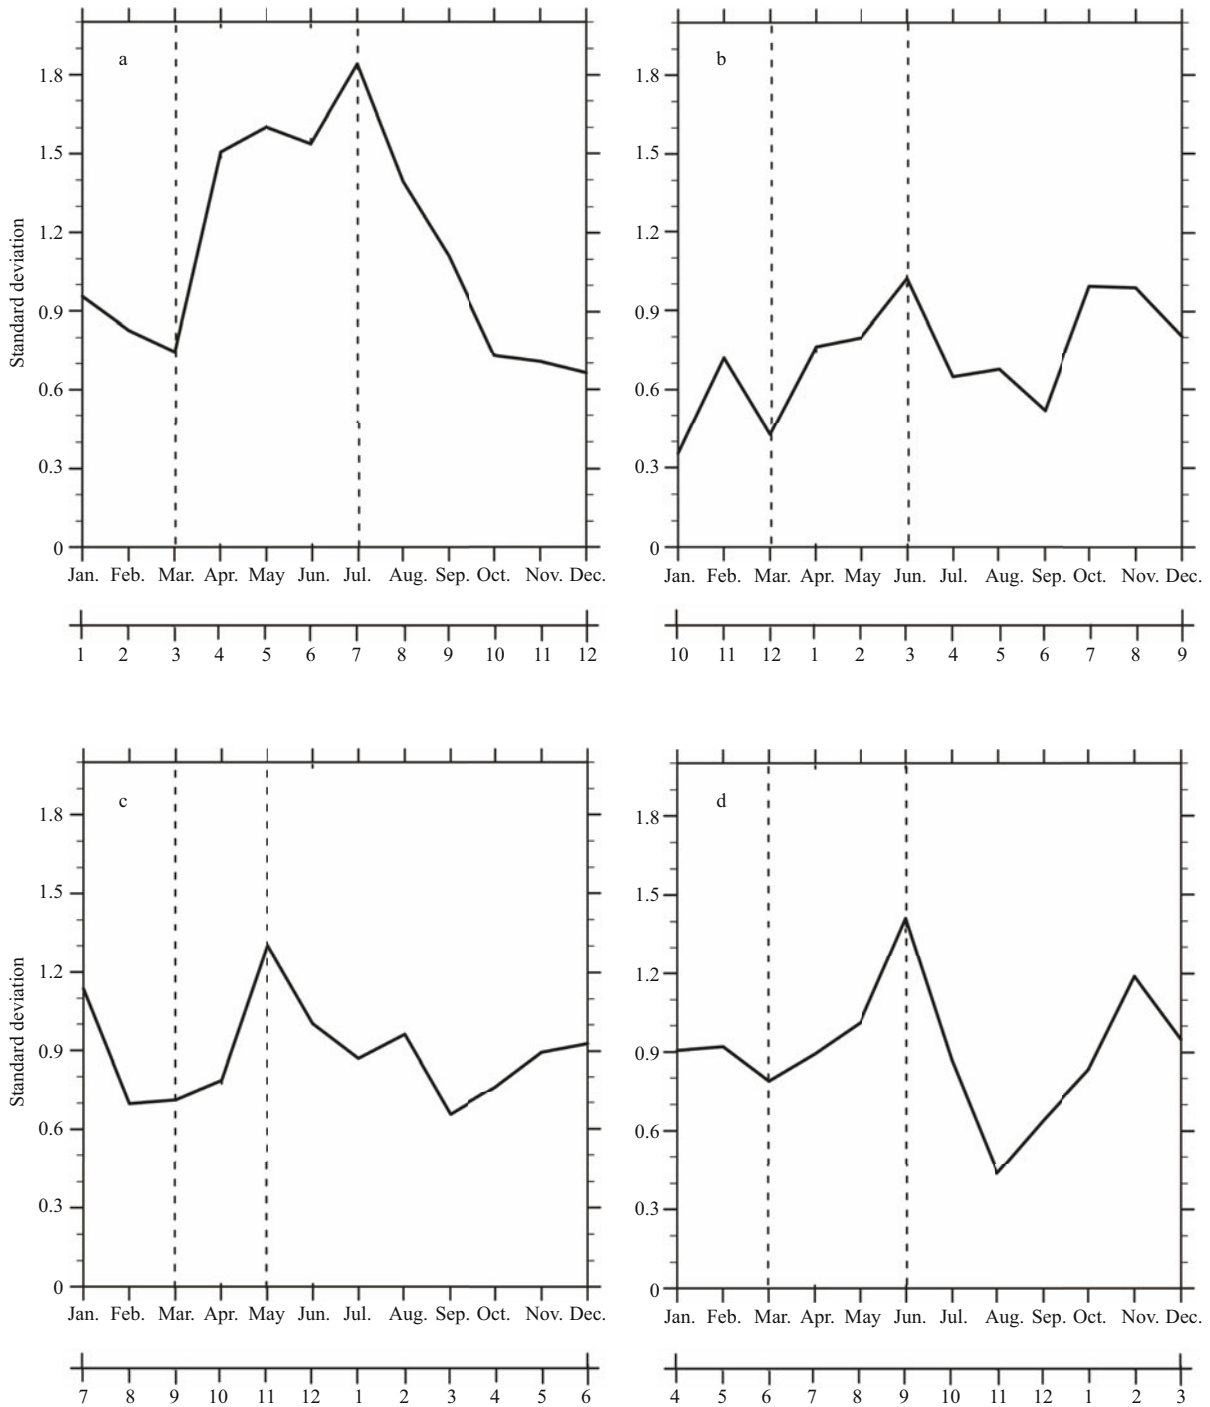 a
1.8
1.5
1.2
0.9
0.6
0.3
0
Standard deviation
Jan. Feb. Mar. Apr. May Jun. Jul. Aug. Sep. Oct. Nov. Dec.
1 2 3 4 5 6 7 8 9 10 11 12
b
1.8
1.5
1.2
0.9
0.6
0.3
0
Jan. Feb. Mar. Apr. May Jun. Jul. Aug. Sep. Oct. Nov. Dec.
10 11 12 1 2 3 4 5 6 7 8 9
c
1.8
1.5
1.2
0.9
0.6
0.3
0
Standard deviation
Jan. Feb. Mar. Apr. May Jun. Jul. Aug. Sep. Oct. Nov. Dec.
7 8 9 10 11 12 1 2 3 4 5 6
d
1.8
1.5
1.2
0.9
0.6
0.3
0
Jan. Feb. Mar. Apr. May Jun. Jul. Aug. Sep. Oct. Nov. Dec.
4 5 6 7 8 9 10 11 12 1 2 3